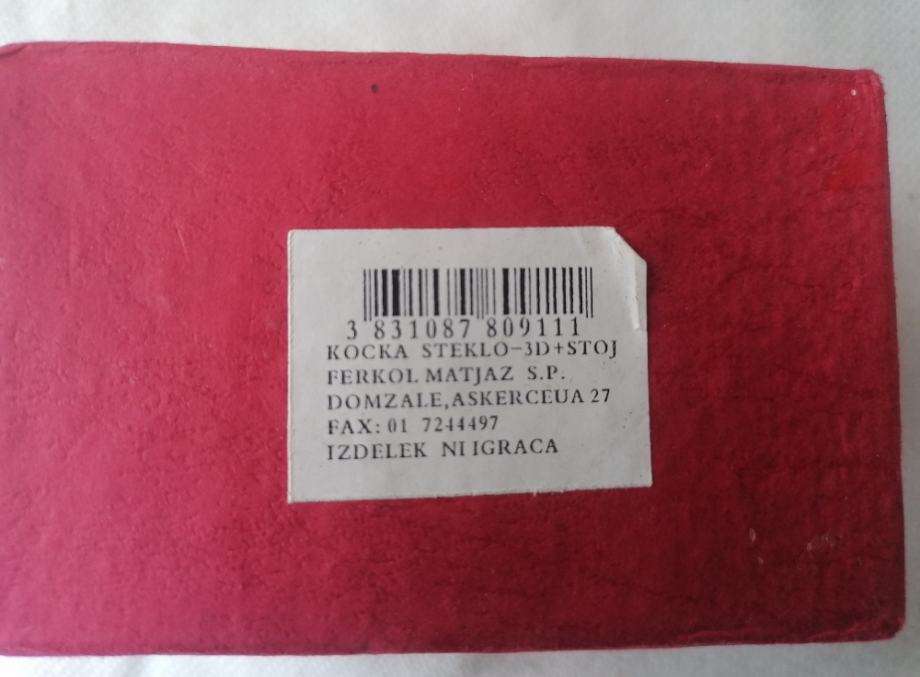 3 831087 809111
KOCKA STEKLO-3D+STOJ
FERKOL MATJAZ S.P.
DOMZALE,ASKERCEUA 27
FAX: 01 7244497
IZDELEK NI IGRACA